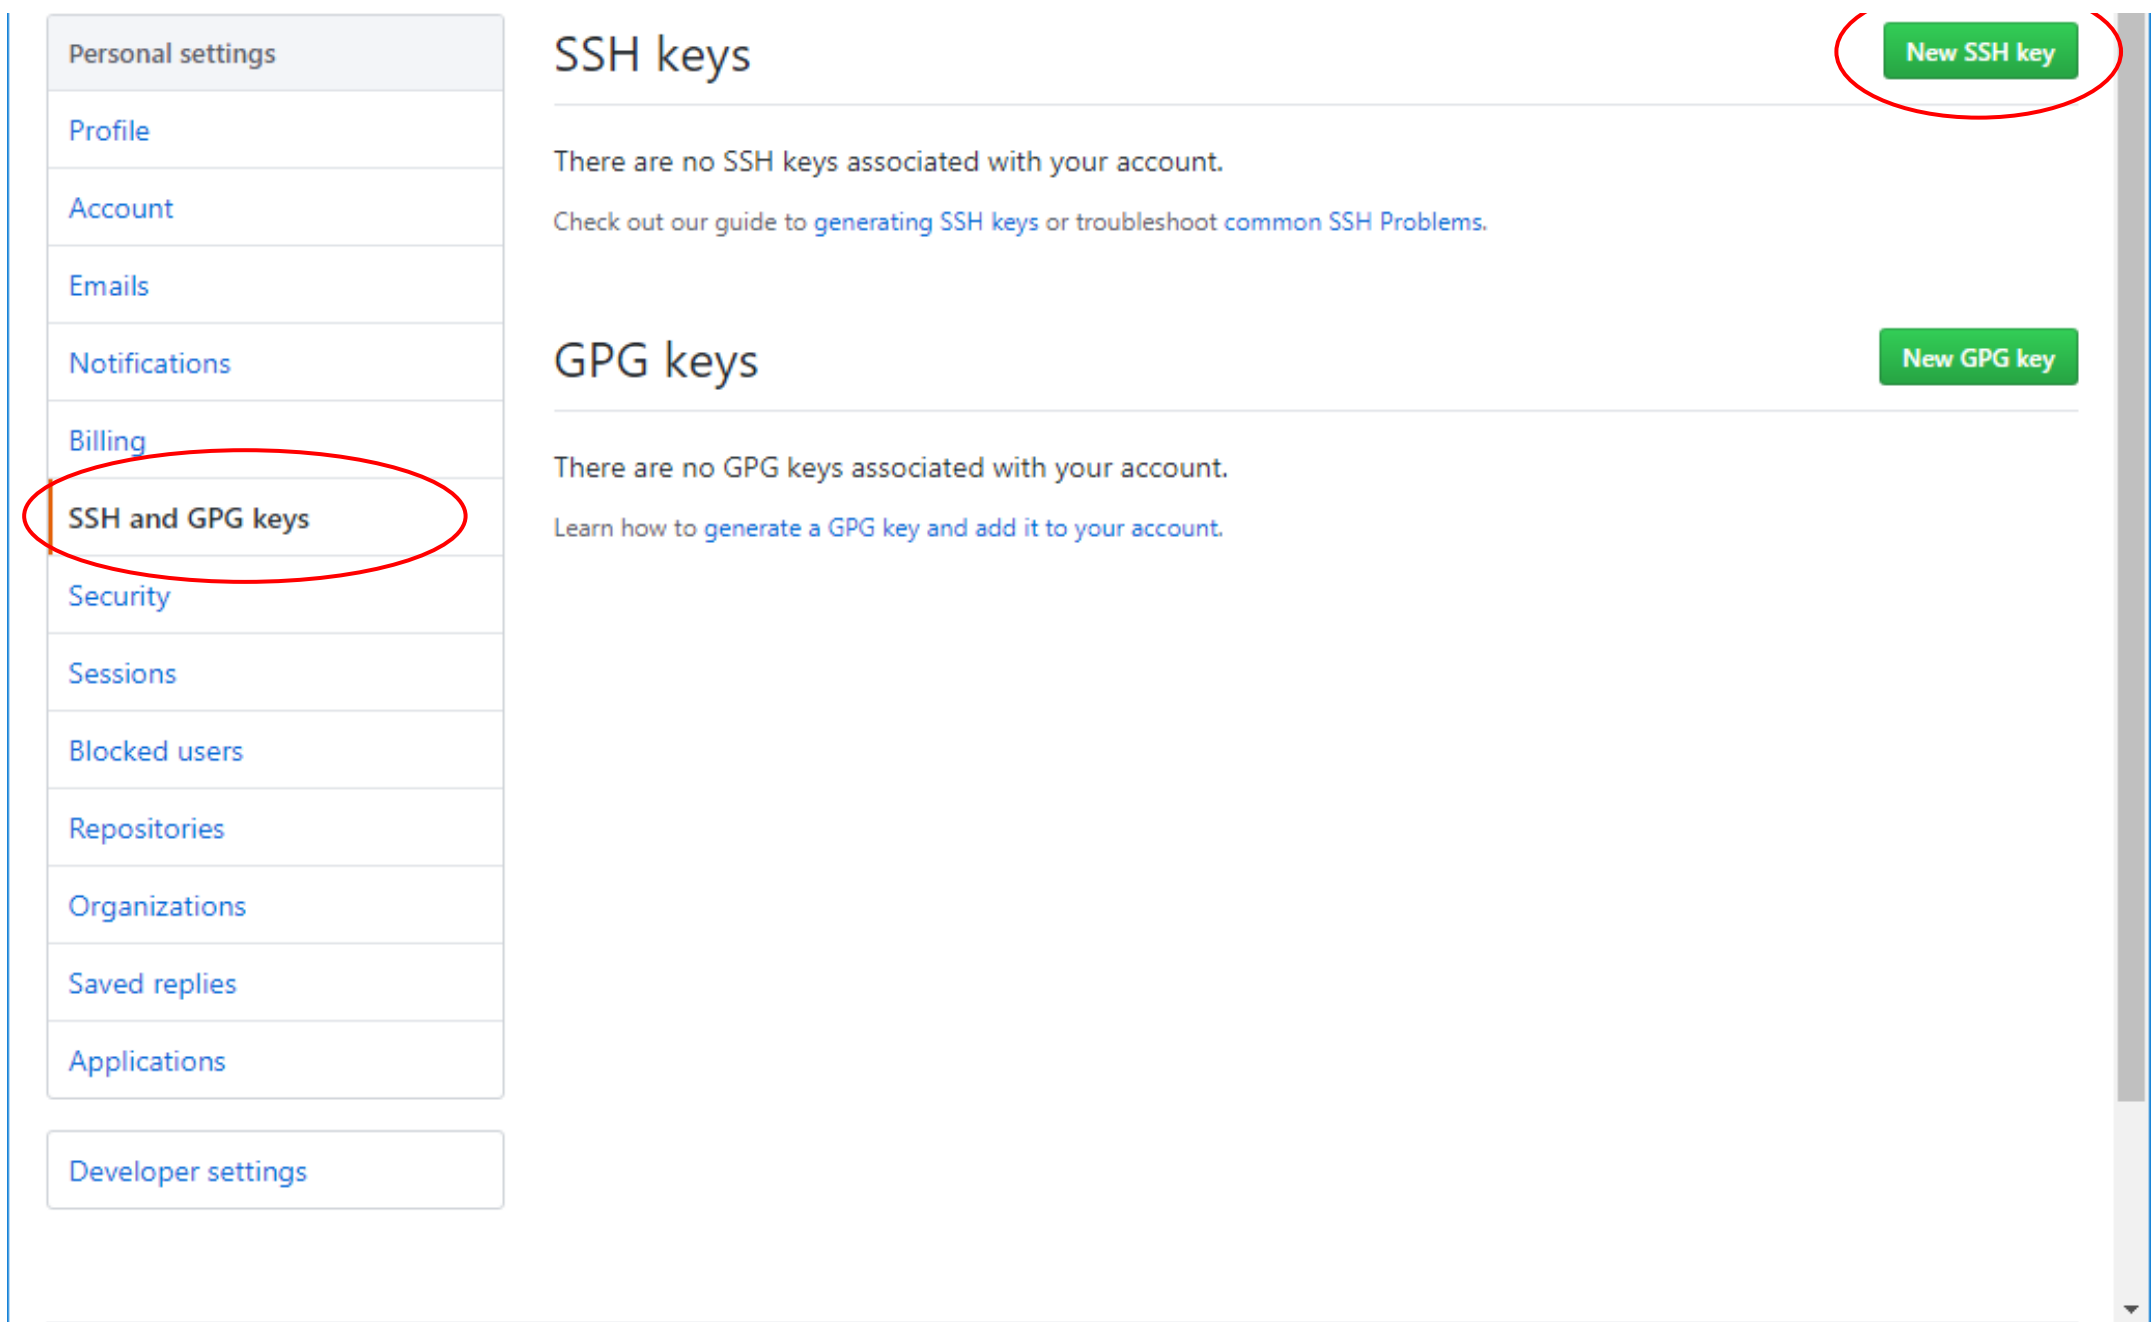 Personal settings
Profile
Account
Emails
Notifications
Billing
SSH and GPG keys
Security
Sessions
Blocked users
Repositories
Organizations
Saved replies
Applications
Developer settings
SSH keys
New SSH key
There are no SSH keys associated with your account.
Check out our guide to generating SSH keys or troubleshoot common SSH Problems.
GPG keys
New GPG key
There are no GPG keys associated with your account.
Learn how to generate a GPG key and add it to your account.